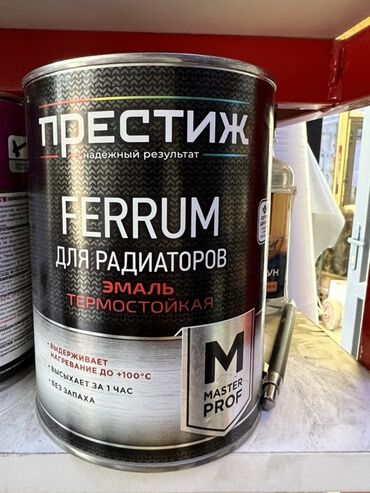 ПРЕСТИЖ
надежный результат
FERRUM
ДЛЯ РАДИАТОРОВ
ЭМАЛЬ
ТЕРМОСТОЙКАЯ
• ВЫДЕРЖИВАЕТ
НАГРЕВАНИЕ ДО +100°С
• ВЫСЫХАЕТ ЗА 1 ЧАС
• БЕЗ ЗАПАХА
M
MASTER
PROF